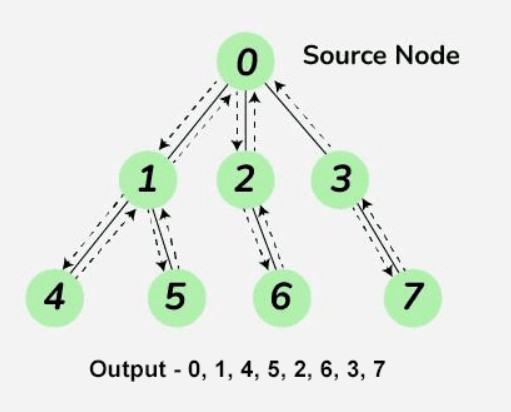 0 Source Node
1 2 3
4 5 6 7
Output - 0, 1, 4, 5, 2, 6, 3, 7